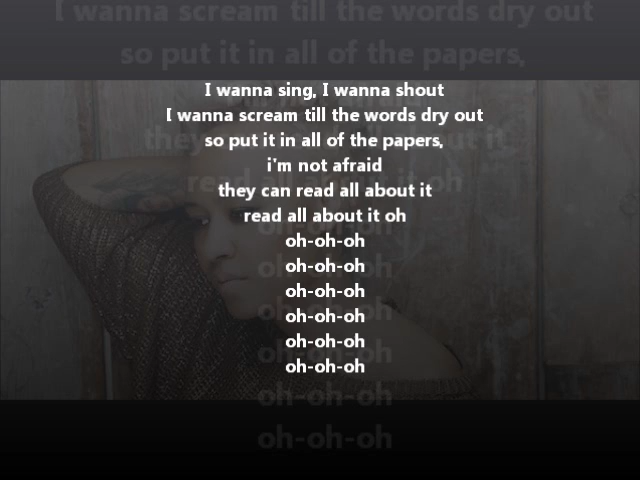 I wanna scream till the words dry out
so put it in all of the papers,
I wanna sing, I wanna shout
I wanna scream till the words dry out
so put it in all of the papers,
i'm not afraid
they can read all about it
read all about it oh
oh-oh-oh
oh-oh-oh
oh-oh-oh
oh-oh-oh
oh-oh-oh
oh-oh-oh
oh-oh-oh
oh-oh-oh